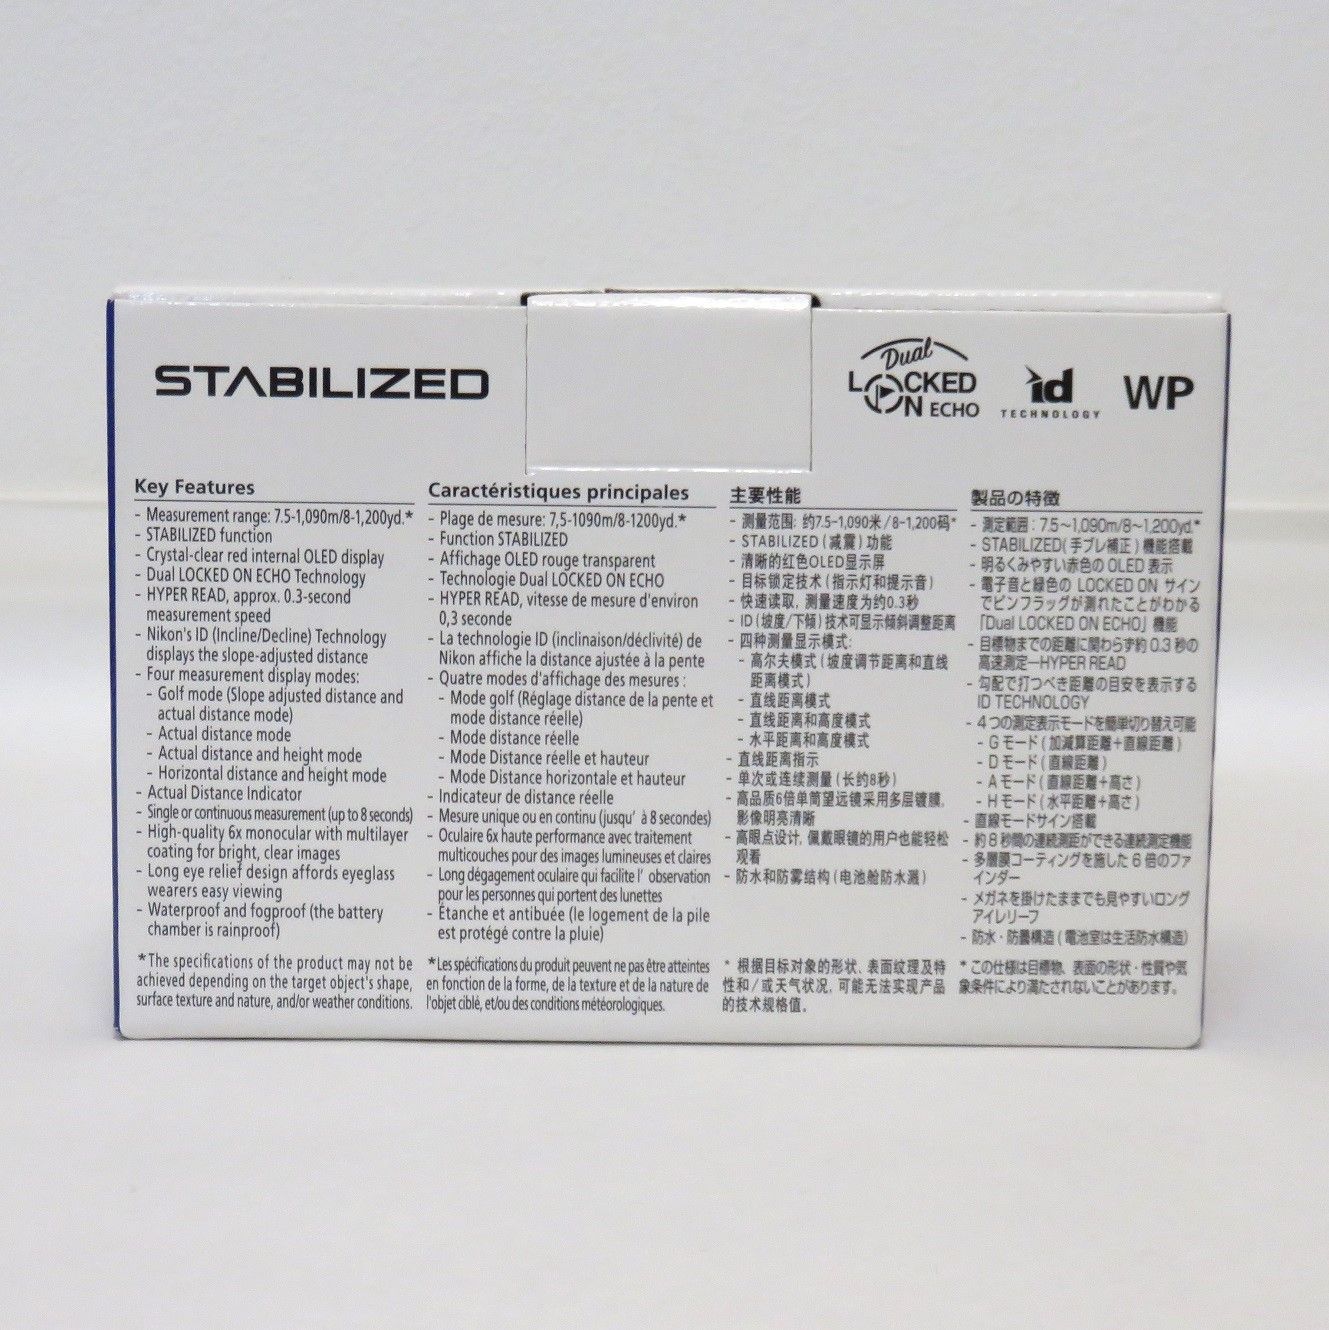 STABILIZED
Dual
LOCKED
ON ECHO
id
TECHNOLOGY
WP
Key Features
- Measurement range: 7.5-1,090m/8-1,200yd.*
- STABILIZED function
- Crystal-clear red internal OLED display
- Dual LOCKED ON ECHO Technology
- HYPER READ, approx. 0.3-second
measurement speed
- Nikon's ID (Incline/Decline) Technology
displays the slope-adjusted distance
- Four measurement display modes:
- Golf mode (Slope adjusted distance and
actual distance mode)
- Actual distance mode
- Actual distance and height mode
- Horizontal distance and height mode
- Actual Distance Indicator
- Single or continuous measurement (up to 8 seconds)
- High-quality 6x monocular with multilayer
coating for bright, clear images
- Long eye relief design affords eyeglass
wearers easy viewing
- Waterproof and fogproof (the battery
chamber is rainproof)
*The specifications of the product may not be
achieved depending on the target object's shape,
surface texture and nature, and/or weather conditions.
Caractéristiques principales
- Plage de mesure: 7,5-1090m/8-1200yd.*
- Function STABILIZED
- Affichage OLED rouge transparent
- Technologie Dual LOCKED ON ECHO
- HYPER READ, vitesse de mesure d'environ
0,3 seconde
- La technologie ID (inclinaison/déclivité) de
Nikon affiche la distance ajustée à la pente
- Quatre modes d'affichage des mesures :
- Mode golf (Réglage distance de la pente et
mode distance réelle)
- Mode distance réelle
- Mode Distance réelle et hauteur
- Mode Distance horizontale et hauteur
- Indicateur de distance réelle
- Mesure unique ou en continu (jusqu' à 8 secondes)
- Oculaire 6x haute performance avec traitement
multicouches pour des images lumineuses et claires
- Long dégagement oculaire qui facilite l' observation
pour les personnes qui portent des lunettes
- Étanche et antibuée (le logement de la pile
est protégé contre la pluie)
*Les spécifications du produit peuvent ne pas être atteintes
en fonction de la forme, de la texture et de la nature de
l'objet ciblé, et/ou des conditions météorologiques.
主要性能
- 测量范围: 约7.5-1,090米/8-1,200码*
- STABILIZED (减震) 功能
- 清晰的红色OLED显示屏
- 目标锁定技术 (指示灯和提示音)
- 快速读取, 测量速度为约0.3秒
- ID (坡度/下倾) 技术可显示倾斜调整距离
- 四种测量显示模式:
- 高尔夫模式 (坡度调节距离和直线
距离模式)
- 直线距离模式
- 直线距离和高度模式
- 水平距离和高度模式
- 直线距离指示
- 单次或连续测量 (长约8秒)
- 高品质6倍单筒望远镜采用多层镀膜,
影像明亮清晰
- 高眼点设计, 佩戴眼镜的用户也能轻松
观看
- 防水和防雾结构 (电池舱防水溅)
* 根据目标对象的形状、表面纹理及特
性和/或天气状况, 可能无法实现产品
的技术规格值。
製品の特徴
- 測定範囲 : 7.5～1,090m/8～1,200yd.*
- STABILIZED( 手ブレ補正 ) 機能搭載
- 明るくみやすい赤色の OLED 表示
- 電子音と緑色の LOCKED ON サイン
でピンフラッグが測れたことがわかる
「Dual LOCKED ON ECHO」機能
- 目標物までの距離に関わらず約 0.3 秒の
高速測定―HYPER READ
- 勾配で打つべき距離の目安を表示する
ID TECHNOLOGY
- 4 つの測定表示モードを簡単切り替え可能
- G モード ( 加減算距離＋直線距離 )
- D モード ( 直線距離 )
- A モード ( 直線距離＋高さ )
- H モード ( 水平距離＋高さ )
- 直線モードサイン搭載
- 約 8 秒間の連続測距ができる連続測定機能
- 多層膜コーティングを施した 6 倍のファ
インダー
- メガネを掛けたままでも見やすいロング
アイレリーフ
- 防水・防曇構造 ( 電池室は生活防水構造)
* この仕様は目標物、表面の形状・性質や気
象条件により満たされないことがあります。